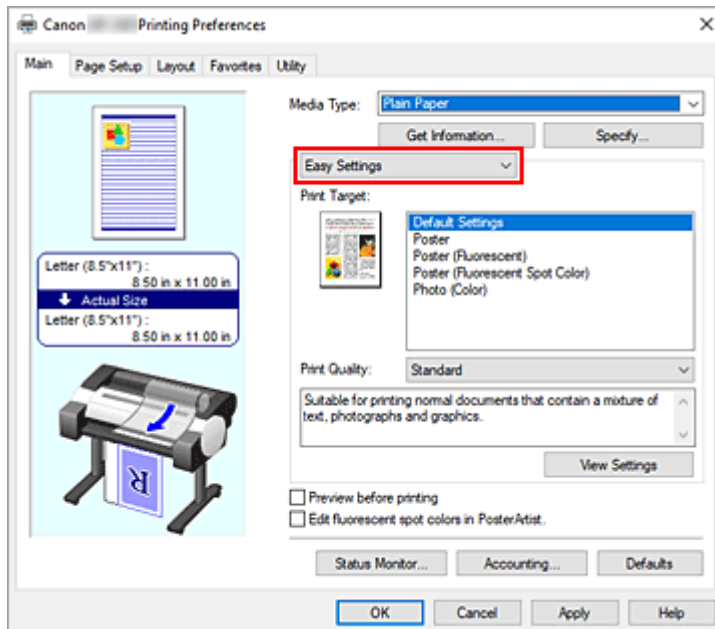 Canon Printing Preferences
Main Page Setup Layout Favorites Utility
Media Type: Plain Paper
Get Information... Specify...
Easy Settings
Print Target:
Default Settings
Poster
Poster (Fluorescent)
Poster (Fluorescent Spot Color)
Photo (Color)
Letter (8.5"x11") :
8.50 in x 11.00 in
Actual Size
Letter (8.5"x11") :
8.50 in x 11.00 in
Print Quality: Standard
Suitable for printing normal documents that contain a mixture of
text, photographs and graphics.
View Settings
Preview before printing
Edit fluorescent spot colors in PosterArtist.
Status Monitor... Accounting... Defaults
OK Cancel Apply Help
R